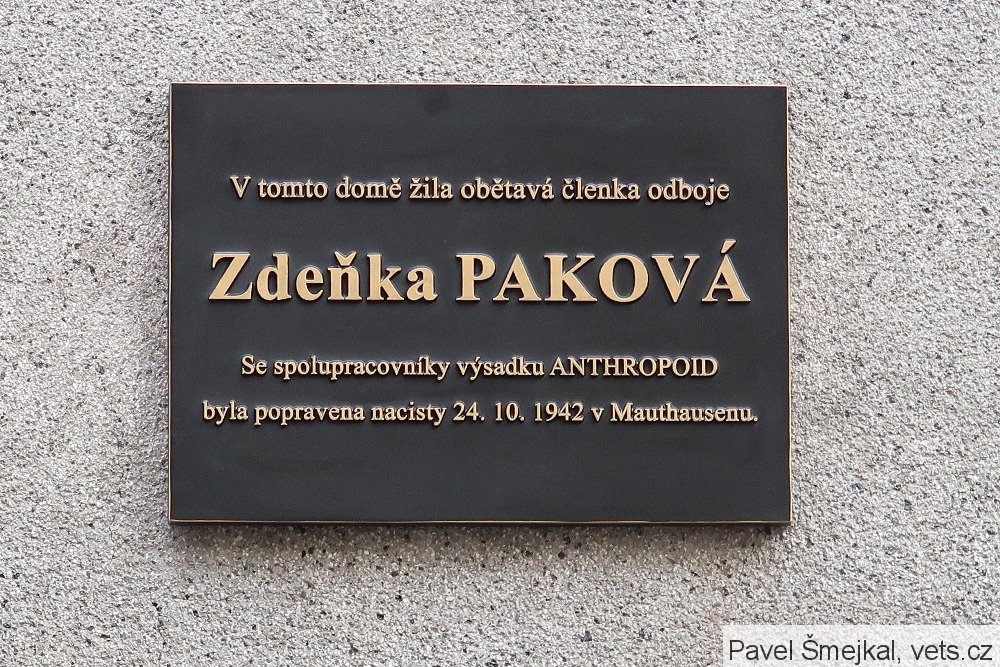 V tomto domě žila obětavá členka odboje
Zdeňka PAKOVÁ
Se spolupracovníky výsadku ANTHROPOID
byla popravena nacisty 24. 10. 1942 v Mauthausenu.
Pavel Šmejkal, vets.cz